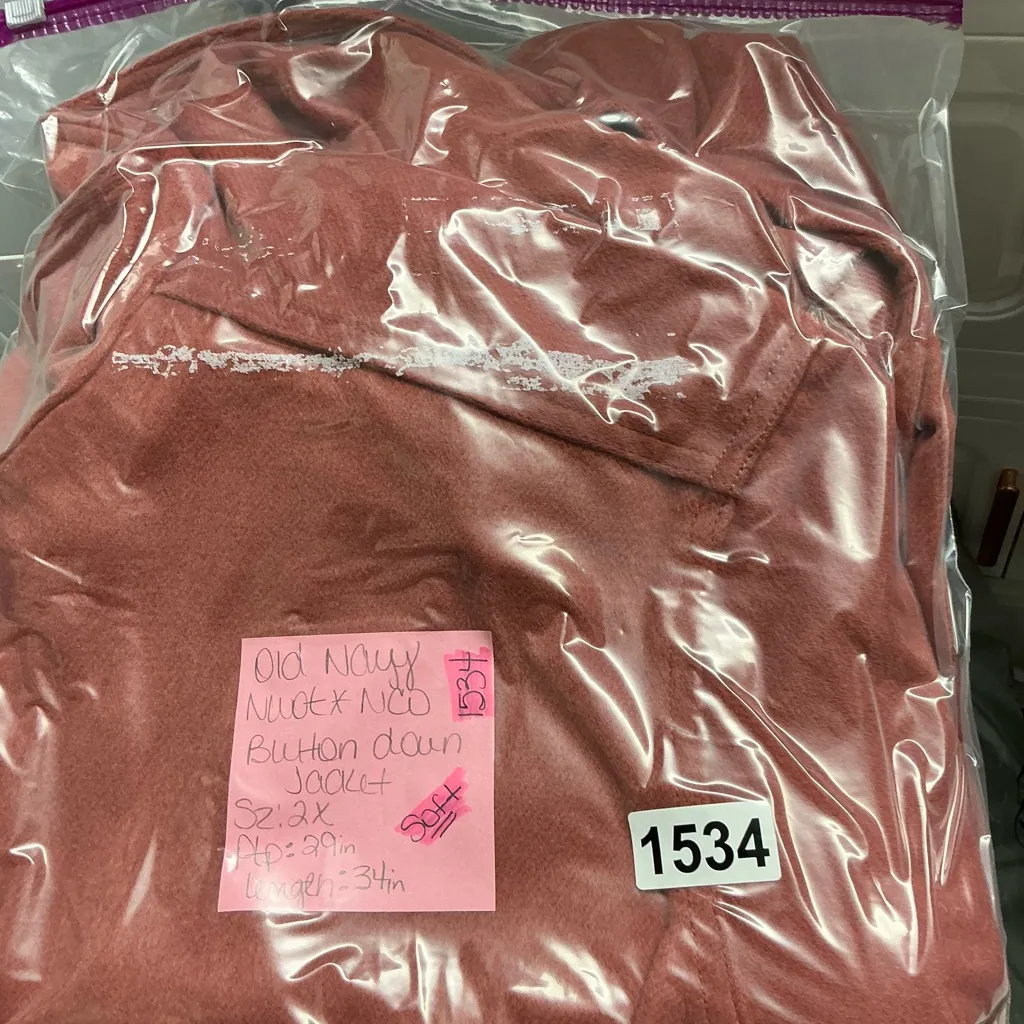 Old Navy
1534
NWOT* NCO
Button down
Jacket
Sz: 2X
Soft
Ptp: 29in
Length: 34in
1534